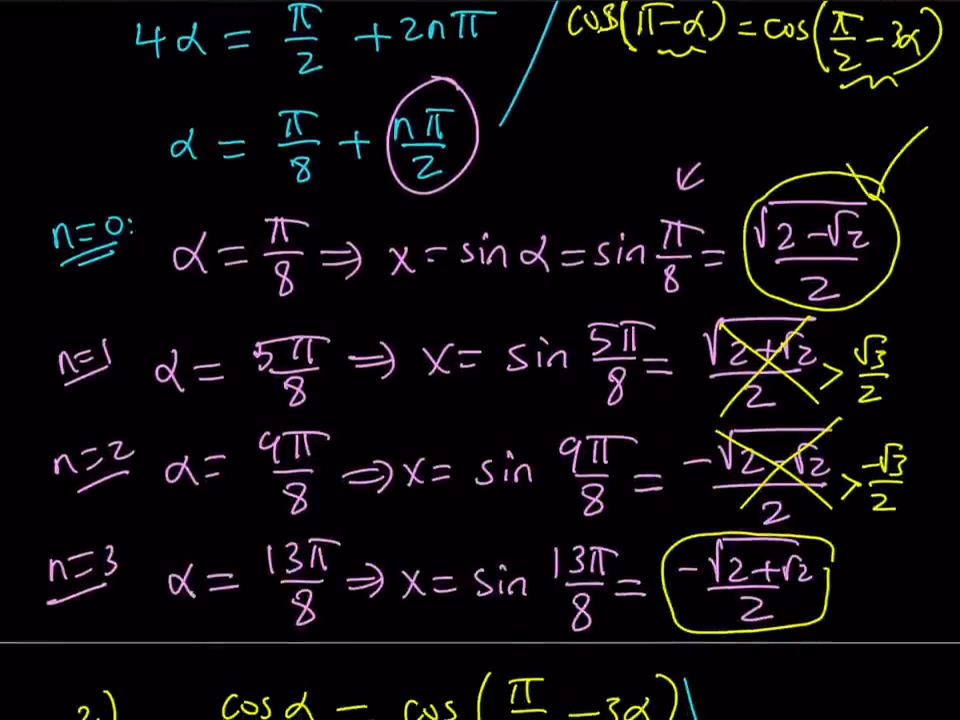 4α = π/2 + 2nπ
cos(π-α) = cos(π/2 - 3α)
α = π/8 + nπ/2
n=0: α = π/8 ⇒ x = sin α = sin π/8 = √(2-√2)/2
n=1 α = 5π/8 ⇒ x = sin 5π/8 = √(2+√2)/2 > √3/2
n=2 α = 9π/8 ⇒ x = sin 9π/8 = -√(2-√2)/2 > -√3/2
n=3 α = 13π/8 ⇒ x = sin 13π/8 = -√(2+√2)/2
2) cos α = cos(π/ - 3α)